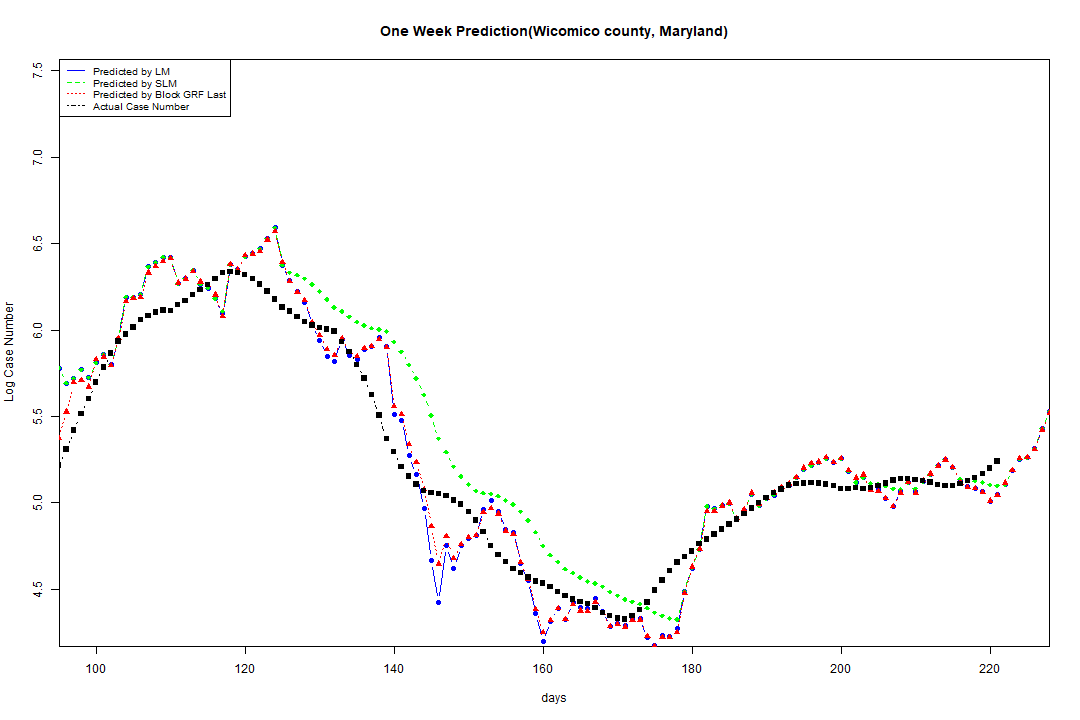 One Week Prediction(Wicomico county, Maryland)
Predicted by LM
Predicted by SLM
Predicted by Block GRF Last
Actual Case Number
7.5
7.0
6.5
6.0
5.5
5.0
4.5
Log Case Number
100 120 140 160 180 200 220
days